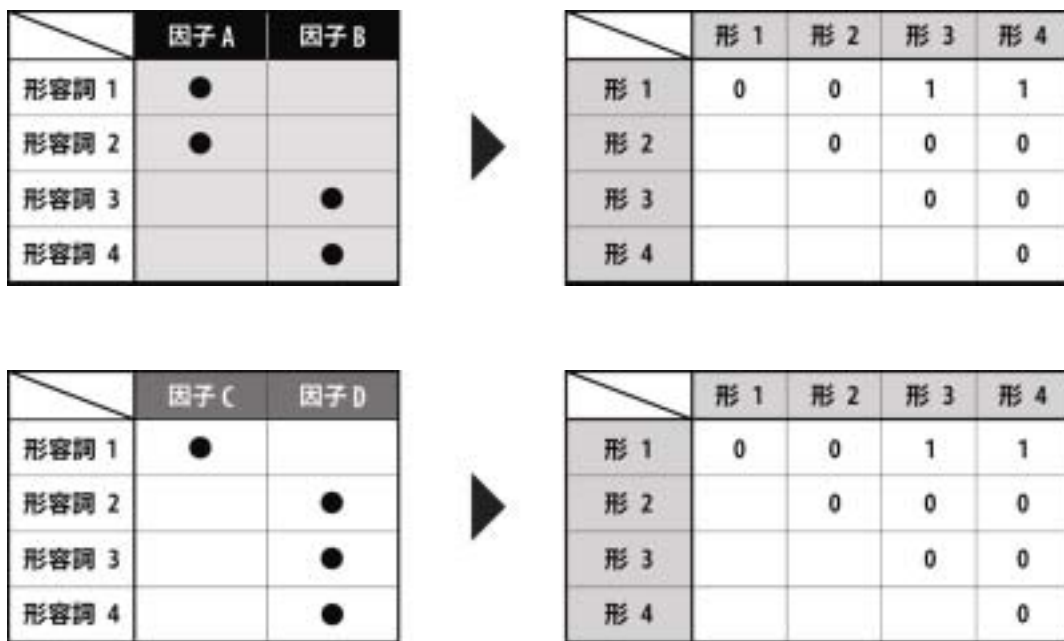 因子 A 因子 B
形容詞 1 ●
形容詞 2 ●
形容詞 3 ●
形容詞 4 ●
形 1 形 2 形 3 形 4
形 1 0 0 1 1
形 2 0 0 0
形 3 0 0
形 4 0
因子 C 因子 D
形容詞 1 ●
形容詞 2 ●
形容詞 3 ●
形容詞 4 ●
形 1 形 2 形 3 形 4
形 1 0 0 1 1
形 2 0 0 0
形 3 0 0
形 4 0